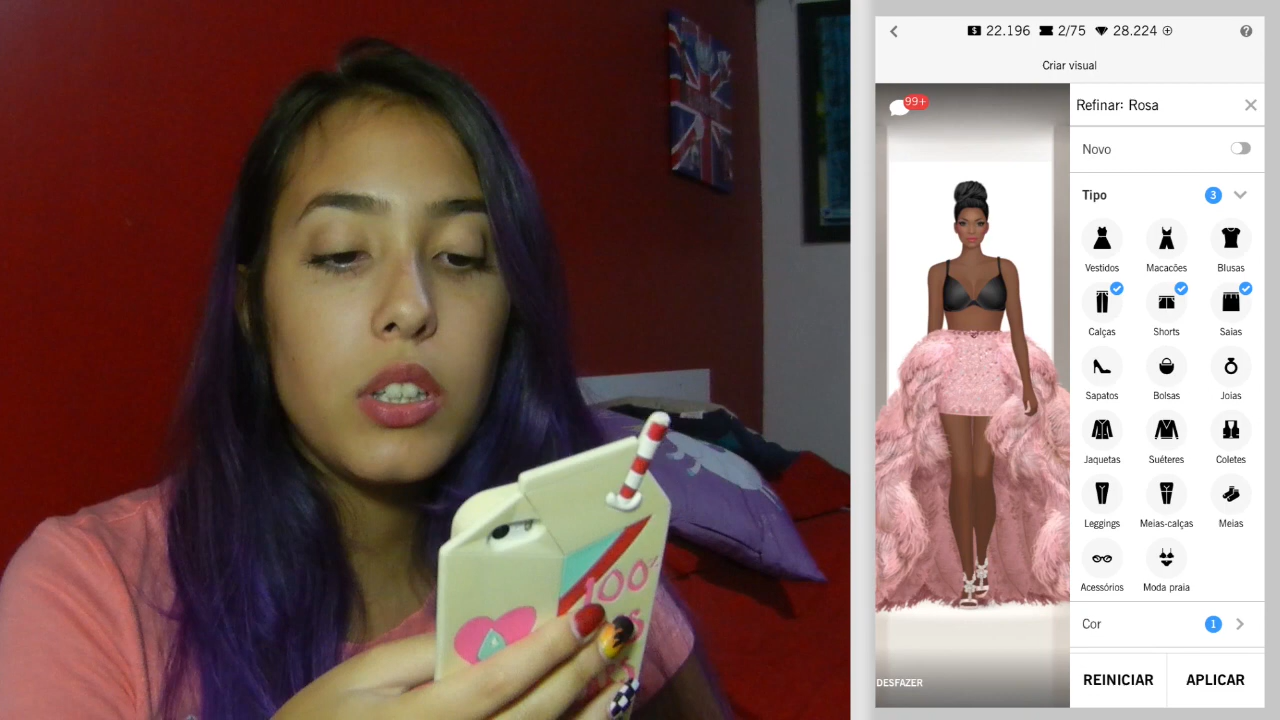 22.196 2/75 28.224
Criar visual
99+
Refinar: Rosa
Novo
Tipo 3
Vestidos Macacões Blusas
Calças Shorts Saias
Sapatos Bolsas Joias
Jaquetas Suéteres Coletes
Leggings Meias-calças Meias
Acessórios Moda praia
Cor 1
DESFAZER
REINICIAR APLICAR
100%